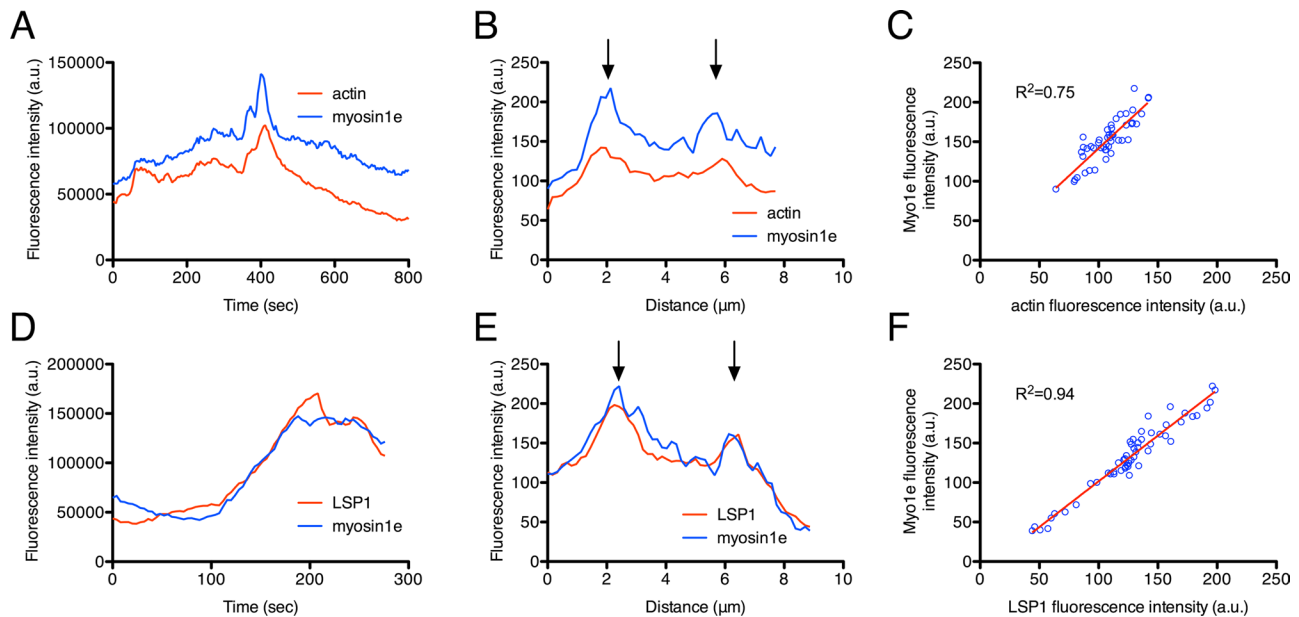 A
Fluorescence intensity (a.u.)
150000
100000
50000
0
0 200 400 600 800
Time (sec)
actin
myosin1e
B
Fluorescence intensity (a.u.)
250
200
150
100
50
0
0 2 4 6 8 10
Distance (µm)
actin
myosin1e
C
Myo1e fluorescence
intensity (a.u.)
250
200
150
100
50
0
0 50 100 150 200 250
actin fluorescence intensity (a.u.)
R²=0.75
D
Fluorescence intensity (a.u.)
200000
150000
100000
50000
0
0 100 200 300
Time (sec)
LSP1
myosin1e
E
Fluorescence intensity (a.u.)
250
200
150
100
50
0
0 2 4 6 8 10
Distance (µm)
LSP1
myosin1e
F
Myo1e fluorescence
intensity (a.u.)
250
200
150
100
50
0
0 50 100 150 200 250
LSP1 fluorescence intensity (a.u.)
R²=0.94